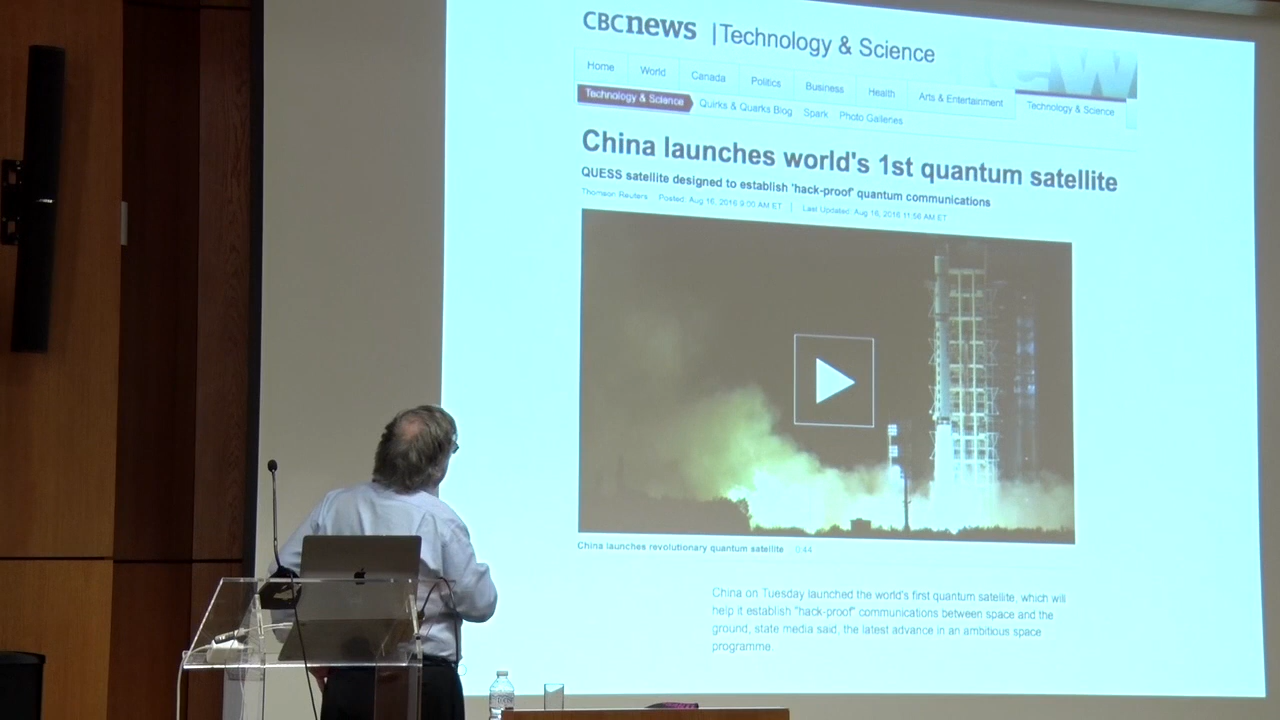 CBCnews | Technology & Science
Home World Canada Politics Business Health Arts & Entertainment Technology & Science
Technology & Science Quirks & Quarks Blog Spark Photo Galleries
China launches world's 1st quantum satellite
QUESS satellite designed to establish 'hack-proof' quantum communications
Thomson Reuters Posted: Aug 16, 2016 9:00 AM ET | Last Updated: Aug 16, 2016 11:56 AM ET
China launches revolutionary quantum satellite 0:44
China on Tuesday launched the world's first quantum satellite, which will
help it establish "hack-proof" communications between space and the
ground, state media said, the latest advance in an ambitious space
programme.